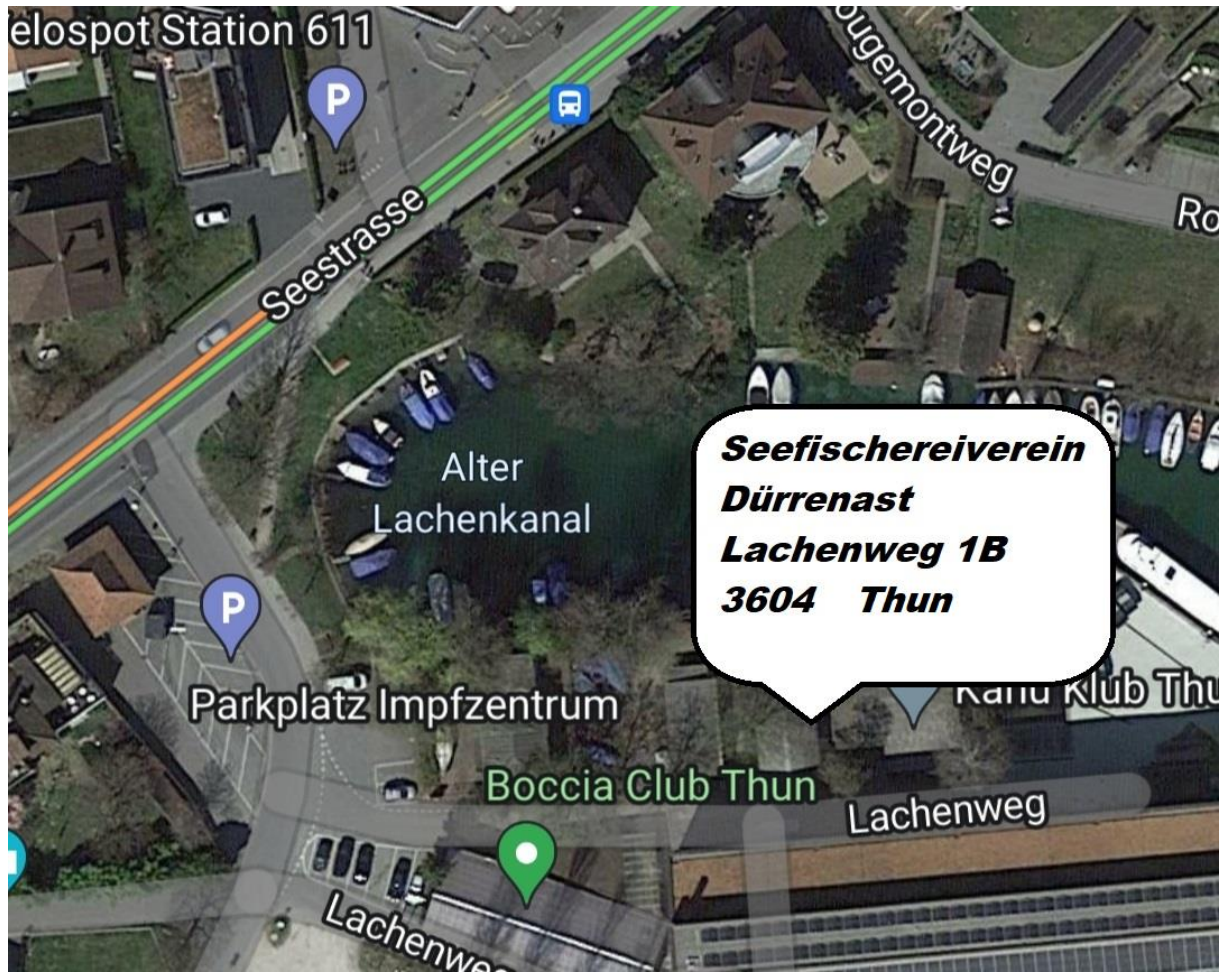 elospot Station 611
ougemontweg
Ro
Seestrasse
Alter
Lachenkanal
Seefischereiverein
Dürrenast
Lachenweg 1B
3604 Thun
P
P
Parkplatz Impfzentrum
Kanu Klub Thu
Boccia Club Thun
Lachenweg
Lachenweg